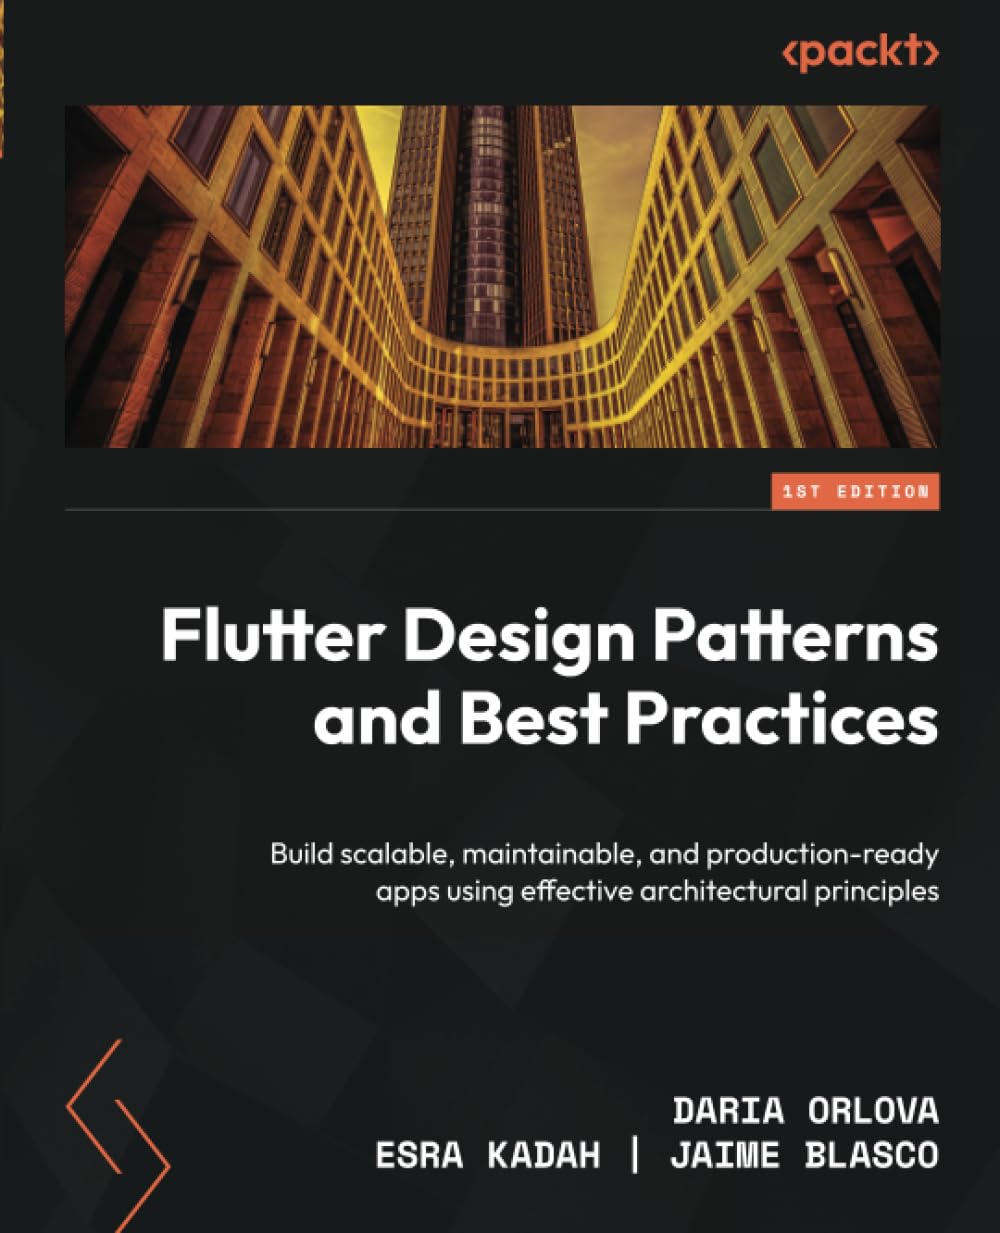 <packt>
1ST EDITION
Flutter Design Patterns
and Best Practices
Build scalable, maintainable, and production-ready
apps using effective architectural principles
DARIA ORLOVA
ESRA KADAH | JAIME BLASCO